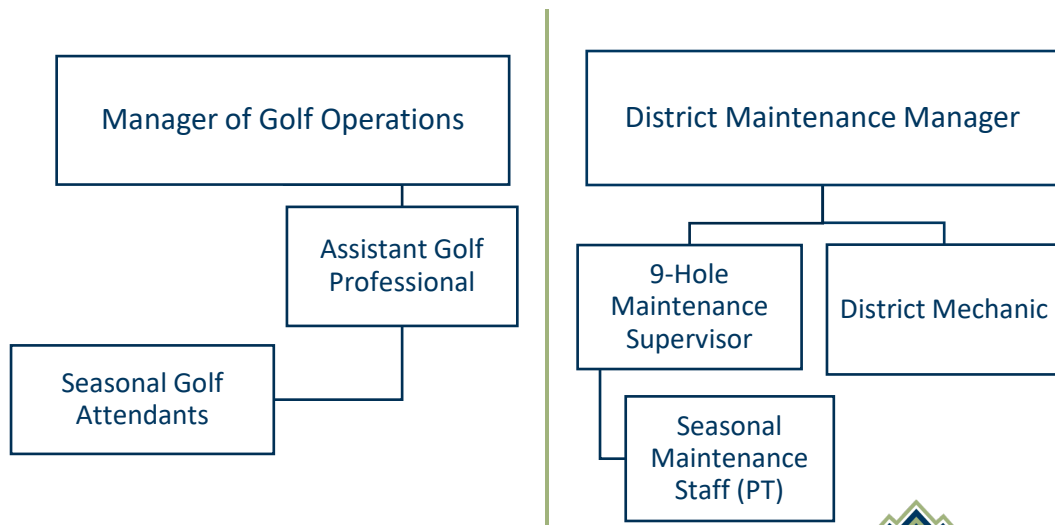 Manager of Golf Operations
Assistant Golf
Professional
Seasonal Golf
Attendants
District Maintenance Manager
9-Hole
Maintenance
Supervisor
District Mechanic
Seasonal
Maintenance
Staff (PT)